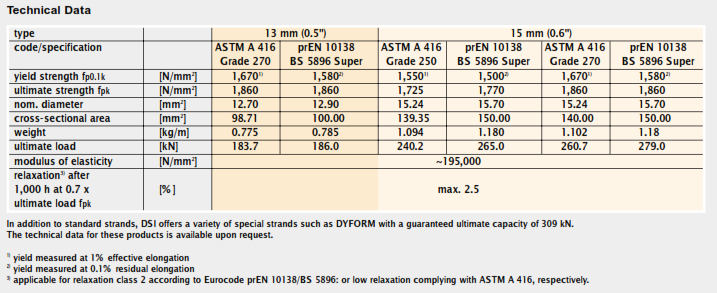 Technical Data
type 13 mm (0.5") 15 mm (0.6")
code/specification ASTM A 416 prEN 10138 ASTM A 416 prEN 10138 ASTM A 416 prEN 10138
Grade 270 BS 5896 Super Grade 250 BS 5896 Super Grade 270 BS 5896 Super
yield strength fp0.1k [N/mm²] 1,670¹⁾ 1,580²⁾ 1,550¹⁾ 1,500²⁾ 1,670¹⁾ 1,580²⁾
ultimate strength fpk [N/mm²] 1,860 1,860 1,725 1,770 1,860 1,860
nom. diameter [mm²] 12.70 12.90 15.24 15.70 15.24 15.70
cross-sectional area [mm²] 98.71 100.00 139.35 150.00 140.00 150.00
weight [kg/m] 0.775 0.785 1.094 1.180 1.102 1.18
ultimate load [kN] 183.7 186.0 240.2 265.0 260.7 279.0
modulus of elasticity [N/mm²] ~195,000
relaxation³⁾ after
1,000 h at 0.7 x [%] max. 2.5
ultimate load fpk
In addition to standard strands, DSI offers a variety of special strands such as DYFORM with a guaranteed ultimate capacity of 309 kN.
The technical data for these products is available upon request.
¹⁾ yield measured at 1% effective elongation
²⁾ yield measured at 0.1% residual elongation
³⁾ applicable for relaxation class 2 according to Eurocode prEN 10138/BS 5896: or low relaxation complying with ASTM A 416, respectively.